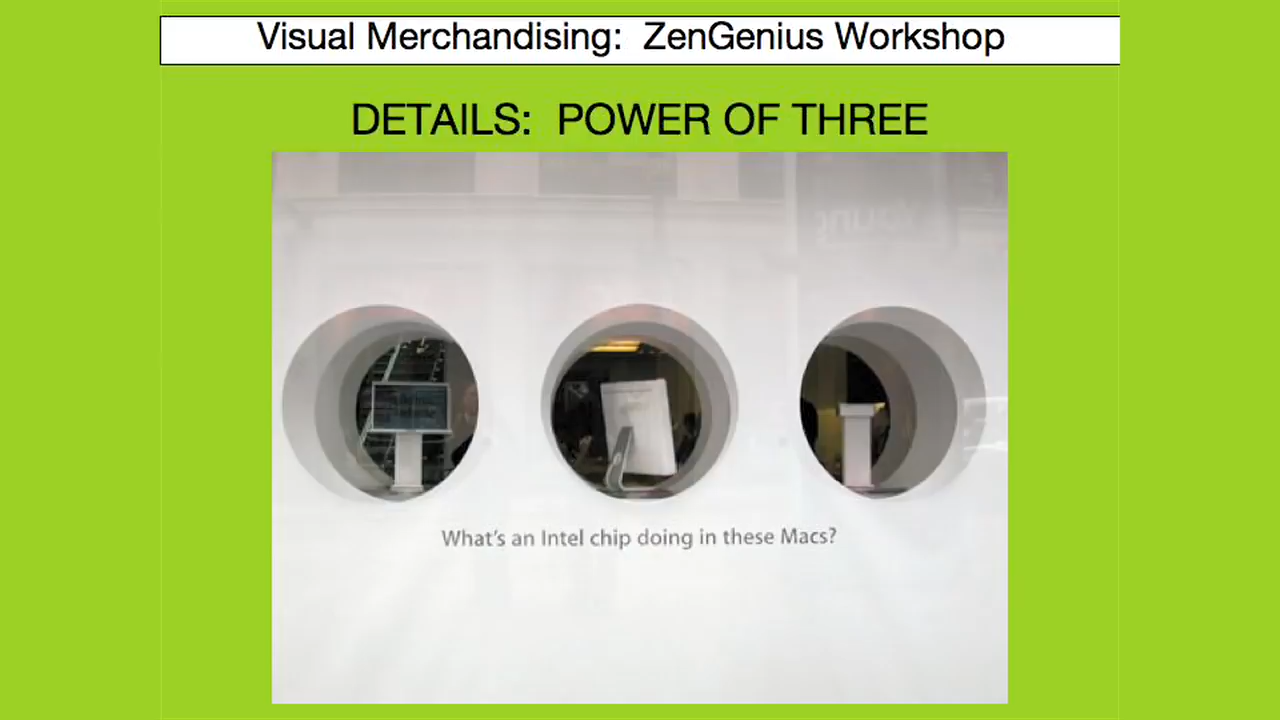 Visual Merchandising: ZenGenius Workshop
DETAILS: POWER OF THREE
What's an Intel chip doing in these Macs?